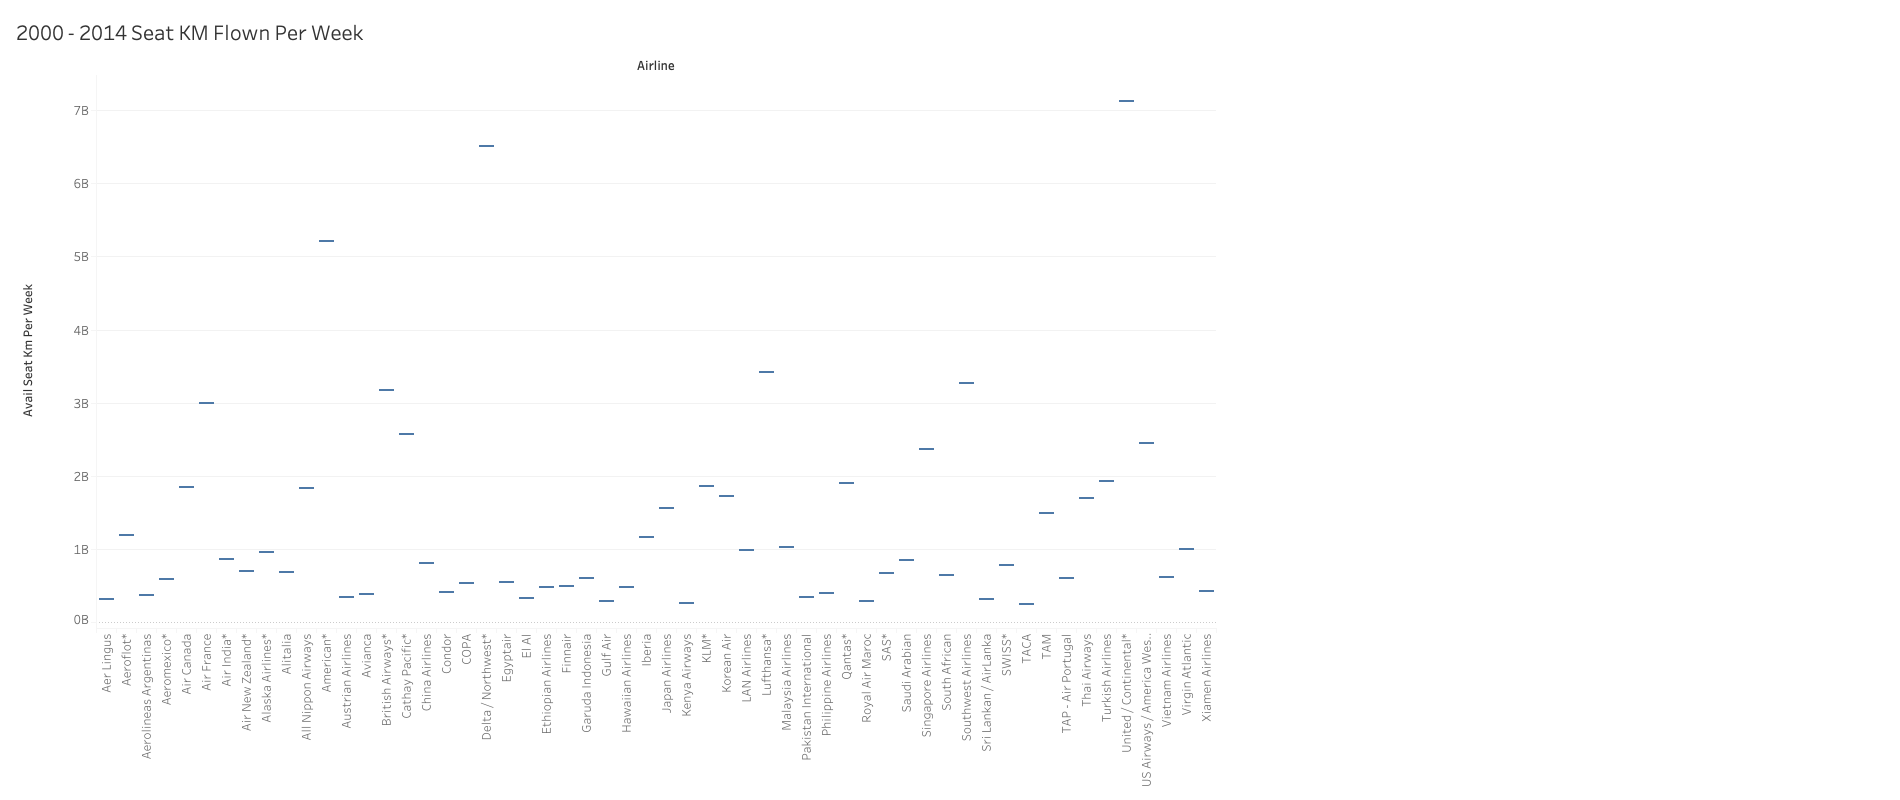 2000 - 2014 Seat KM Flown Per Week
Airline
Avail Seat Km Per Week
7B
6B
5B
4B
3B
2B
1B
0B
Aer Lingus
Aeroflot*
Aerolineas Argentinas
Aeromexico*
Air Canada
Air France
Air India*
Air New Zealand*
Alaska Airlines*
Alitalia
All Nippon Airways
American*
Austrian Airlines
Avianca
British Airways*
Cathay Pacific*
China Airlines
Condor
COPA
Delta / Northwest*
Egyptair
El Al
Ethiopian Airlines
Finnair
Garuda Indonesia
Gulf Air
Hawaiian Airlines
Iberia
Japan Airlines
Kenya Airways
KLM*
Korean Air
LAN Airlines
Lufthansa*
Malaysia Airlines
Pakistan International
Philippine Airlines
Qantas*
Royal Air Maroc
SAS*
Saudi Arabian
Singapore Airlines
South African
Southwest Airlines
Sri Lankan / AirLanka
SWISS*
TACA
TAM
TAP - Air Portugal
Thai Airways
Turkish Airlines
United / Continental*
US Airways / America Wes..
Vietnam Airlines
Virgin Atlantic
Xiamen Airlines